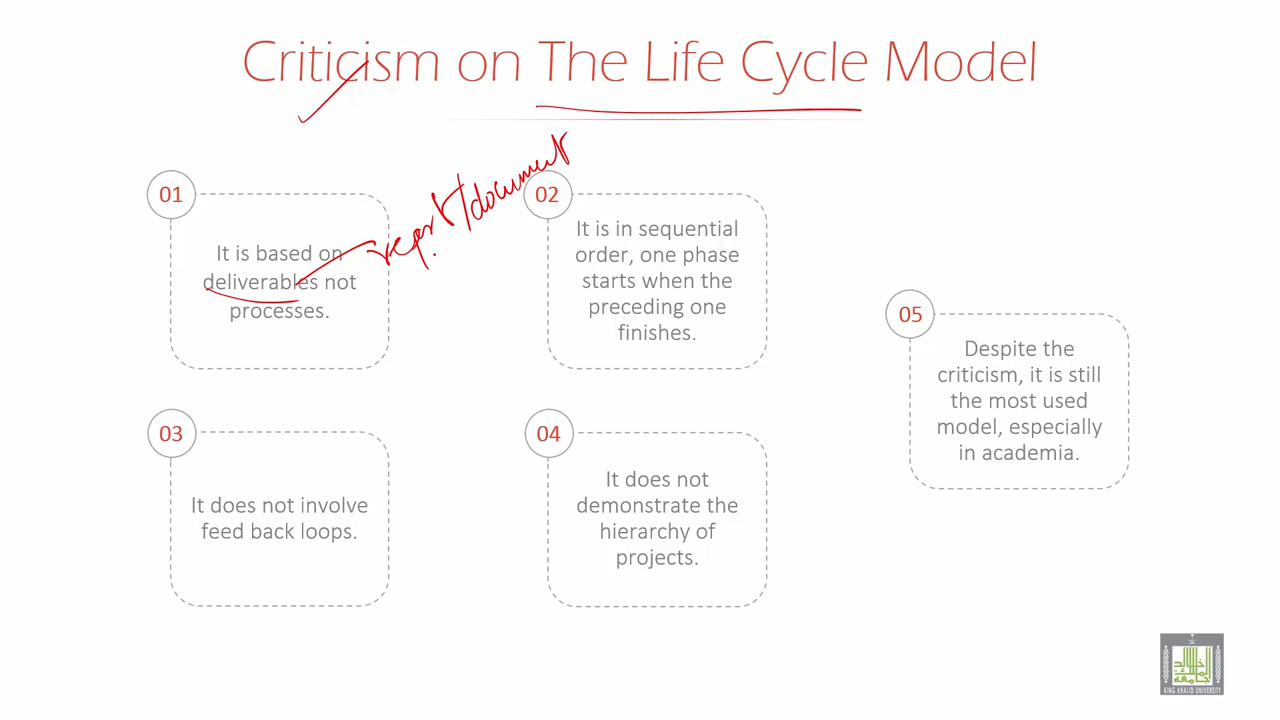 Criticism on The Life Cycle Model
01
It is based on
deliverables not
processes.
report/document
02
It is in sequential
order, one phase
starts when the
preceding one
finishes.
03
It does not involve
feed back loops.
04
It does not
demonstrate the
hierarchy of
projects.
05
Despite the
criticism, it is still
the most used
model, especially
in academia.
KING KHALID UNIVERSITY